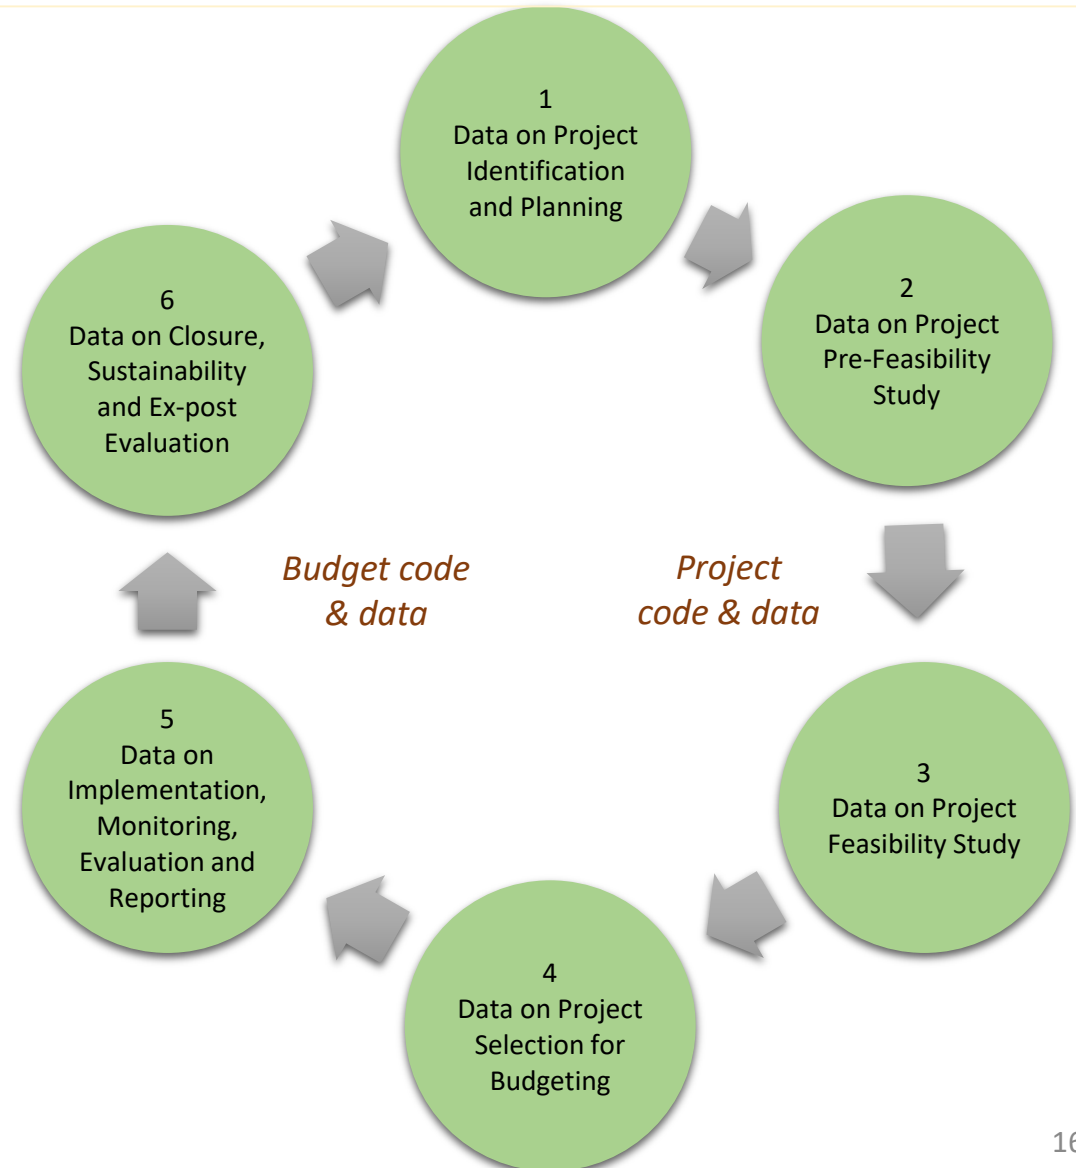 1
Data on Project
Identification
and Planning
2
Data on Project
Pre-Feasibility
Study
3
Data on Project
Feasibility Study
4
Data on Project
Selection for
Budgeting
5
Data on
Implementation,
Monitoring,
Evaluation and
Reporting
6
Data on Closure,
Sustainability
and Ex-post
Evaluation
Budget code
& data
Project
code & data
16